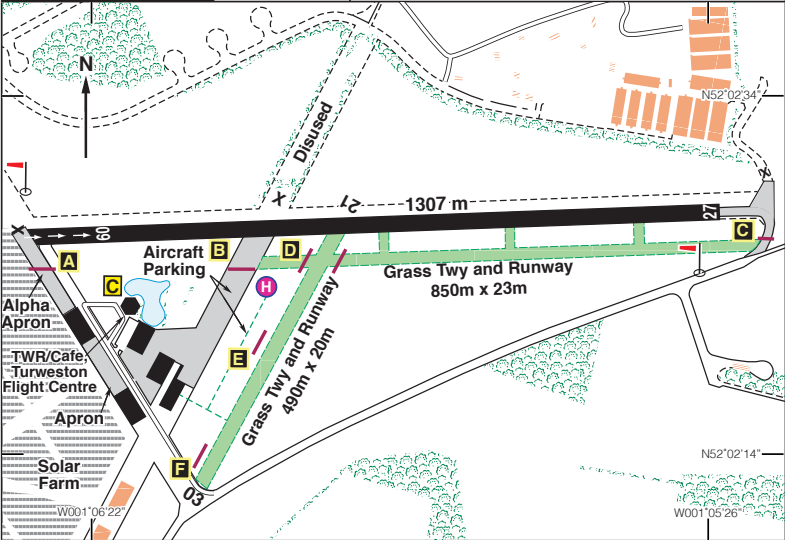 N
N52°02'34"
Disused
X
21
1307 m
X
X
09
27
C
B
D
A
Aircraft
Parking
C
H
Grass Twy and Runway
850m x 23m
Alpha
Apron
TWR/Cafe.
Turweston
Flight Centre
E
Grass Twy and Runway
490m x 20m
Apron
F
03
Solar
Farm
N52°02'14"
W001°06'22"
W001°05'26"